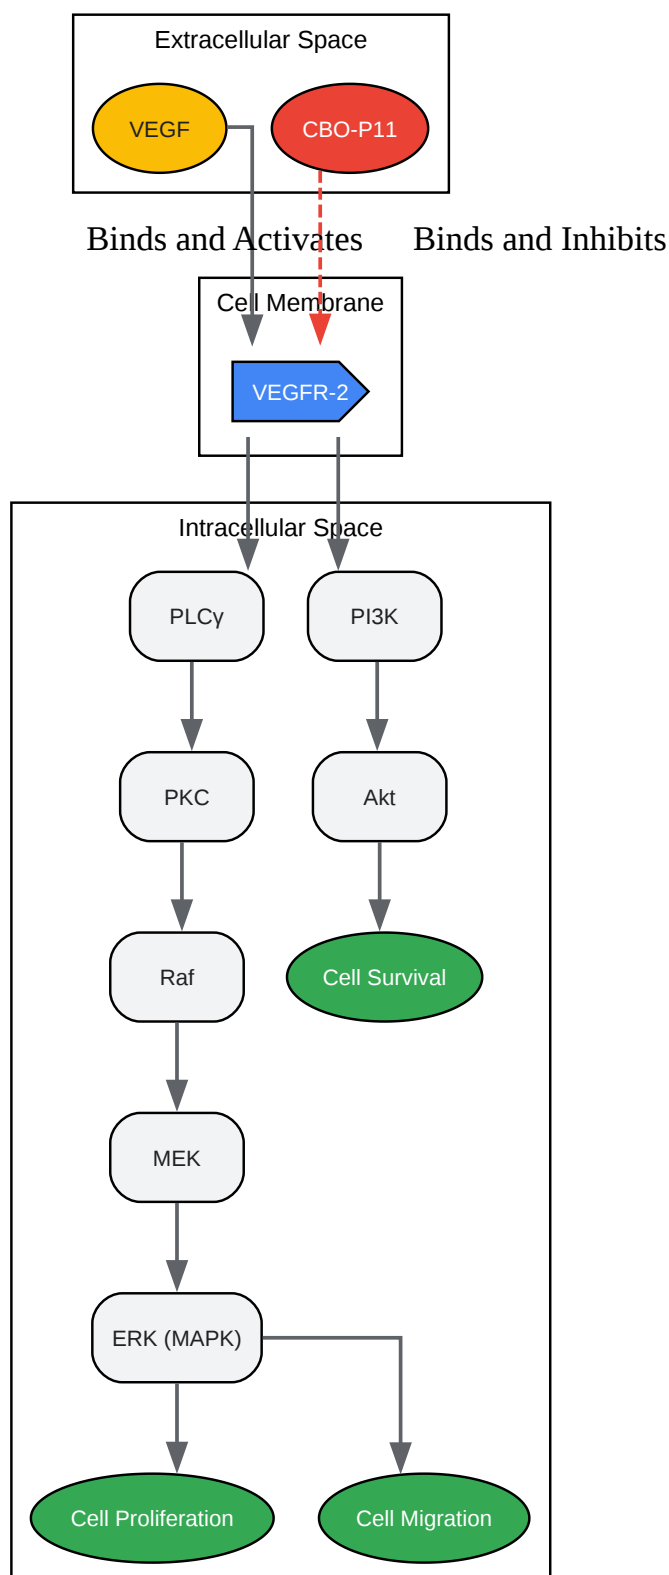 Extracellular Space
VEGF
CBO-P11
Binds and Activates
Binds and Inhibits
Cell Membrane
VEGFR-2
Intracellular Space
PLCγ
PI3K
PKC
Akt
Raf
Cell Survival
MEK
ERK (MAPK)
Cell Proliferation
Cell Migration